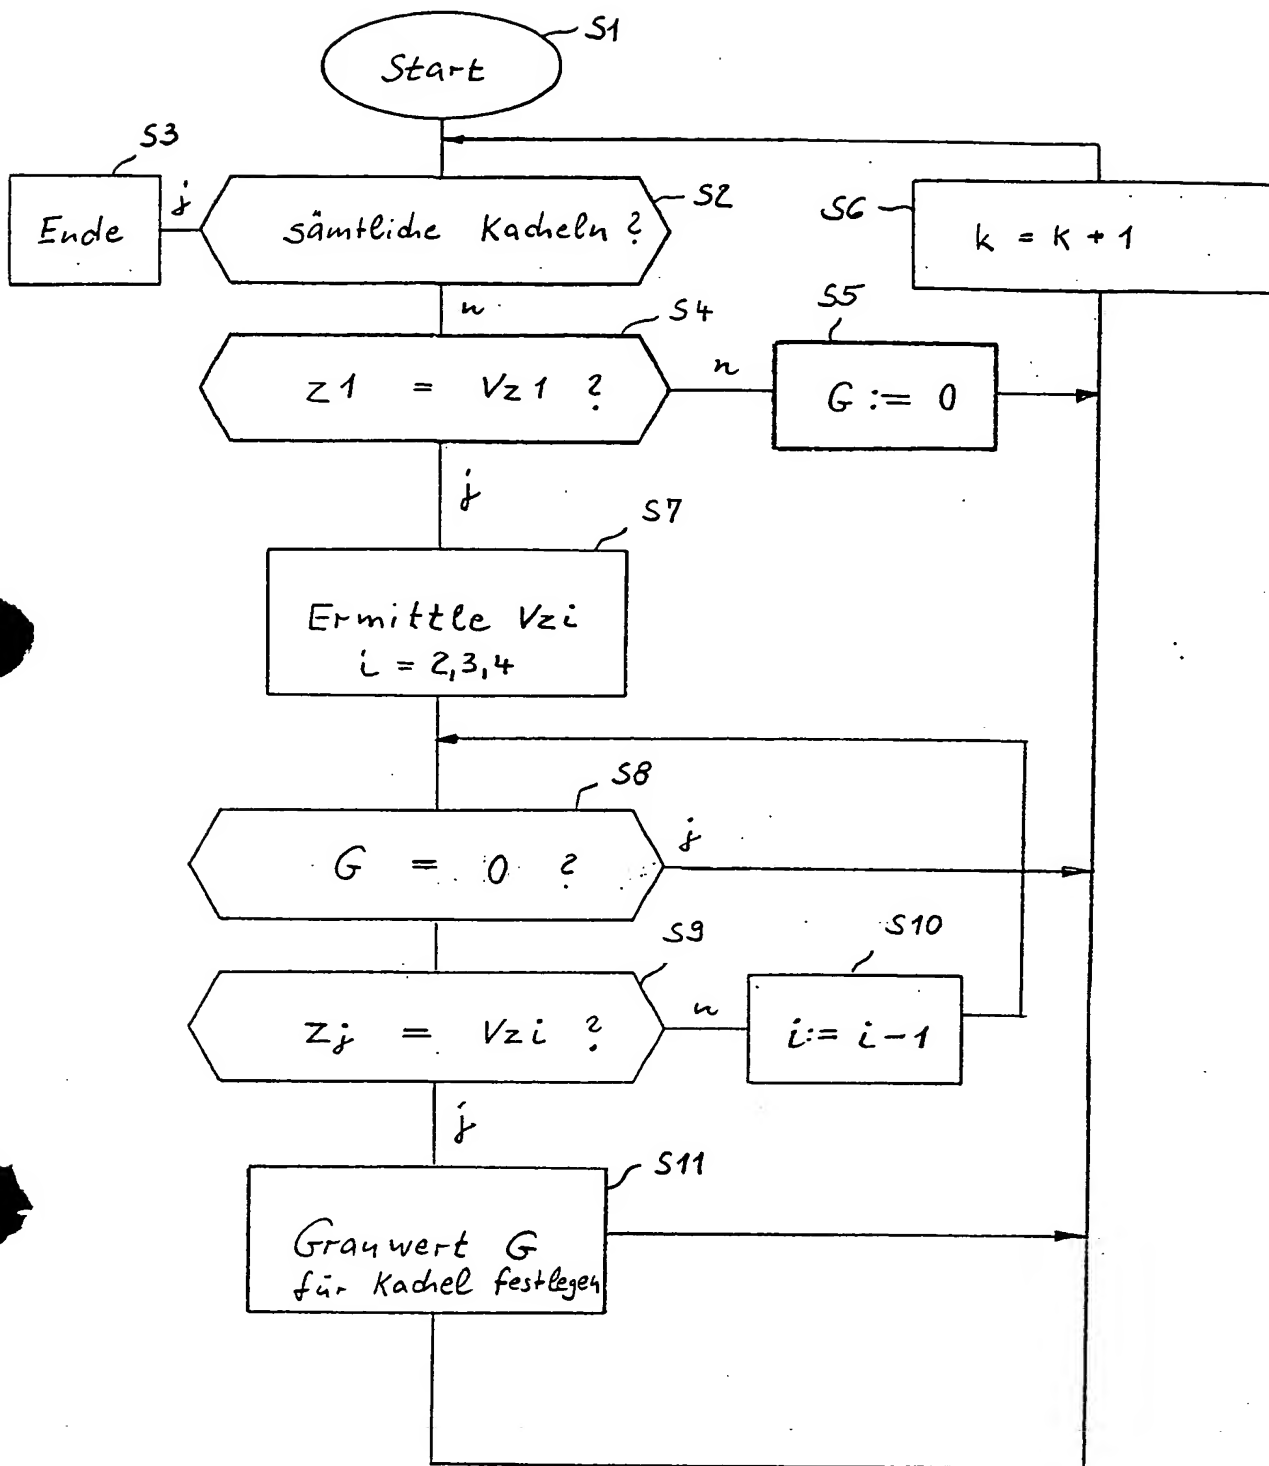 S1
Start
S3
Ende
j
sämtliche Kacheln ?
S2
S6
k = k + 1
n
S4
z1 = Vz1 ?
n
S5
G := 0
j
S7
Ermittle Vzi
i = 2,3,4
S8
G = 0 ?
j
S9
zj = Vzi ?
n
S10
i := i - 1
j
S11
Grauwert G
für Kachel festlegen